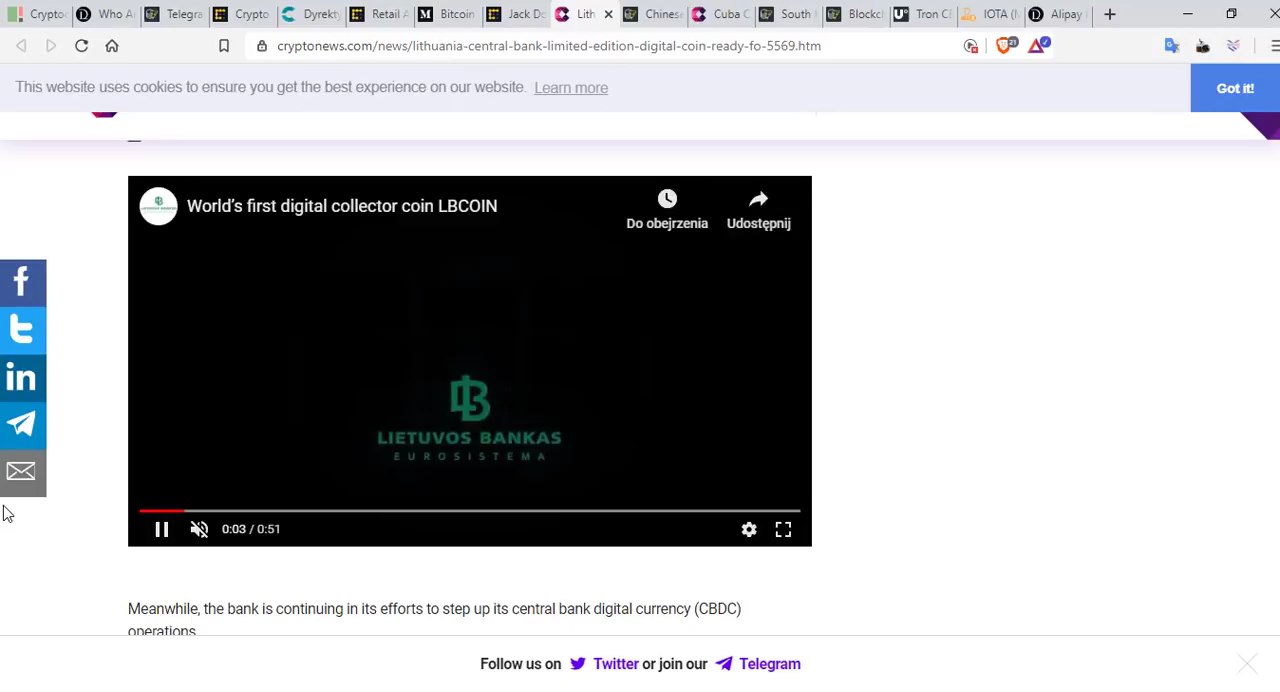 Crypto
Who A
Telegra
Crypto
Dyrekty
Retail A
Bitcoin
Jack Do
Lith
Chinese
Cuba C
South
Blockch
Tron C
IOTA (
Alipay
cryptonews.com/news/lithuania-central-bank-limited-edition-digital-coin-ready-fo-5569.htm
21
This website uses cookies to ensure you get the best experience on our website. Learn more
Got it!
World's first digital collector coin LBCOIN
Do obejrzenia
Udostępnij
LIETUVOS BANKAS
EUROSISTEMA
0:03 / 0:51
Meanwhile, the bank is continuing in its efforts to step up its central bank digital currency (CBDC)
operations
Follow us on Twitter or join our Telegram